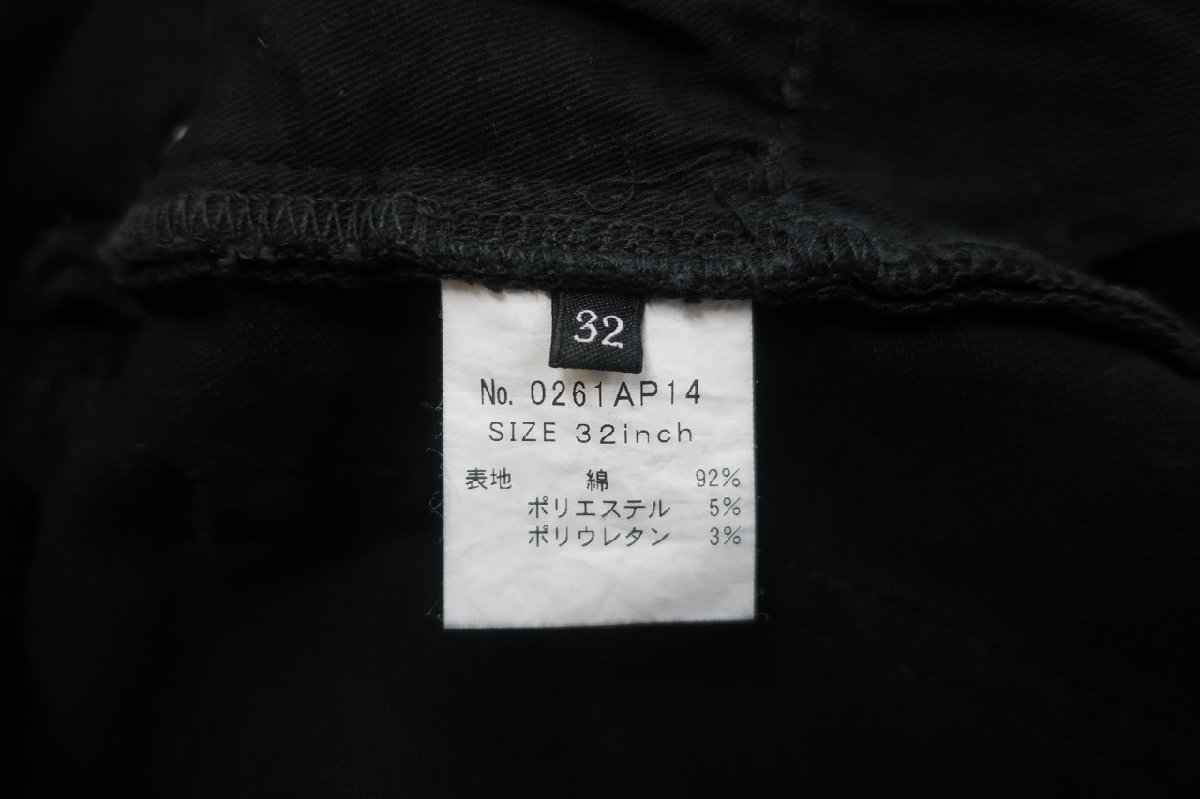 32
No. 0261AP14
SIZE 32inch
表地 綿 92%
ポリエステル 5%
ポリウレタン 3%